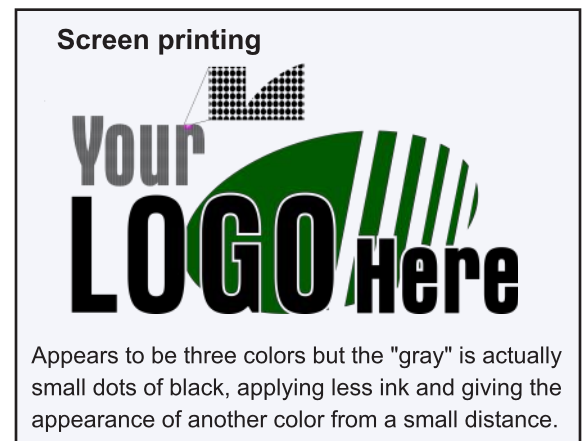 Screen printing
Your
LOGO Here
Appears to be three colors but the "gray" is actually
small dots of black, applying less ink and giving the
appearance of another color from a small distance.